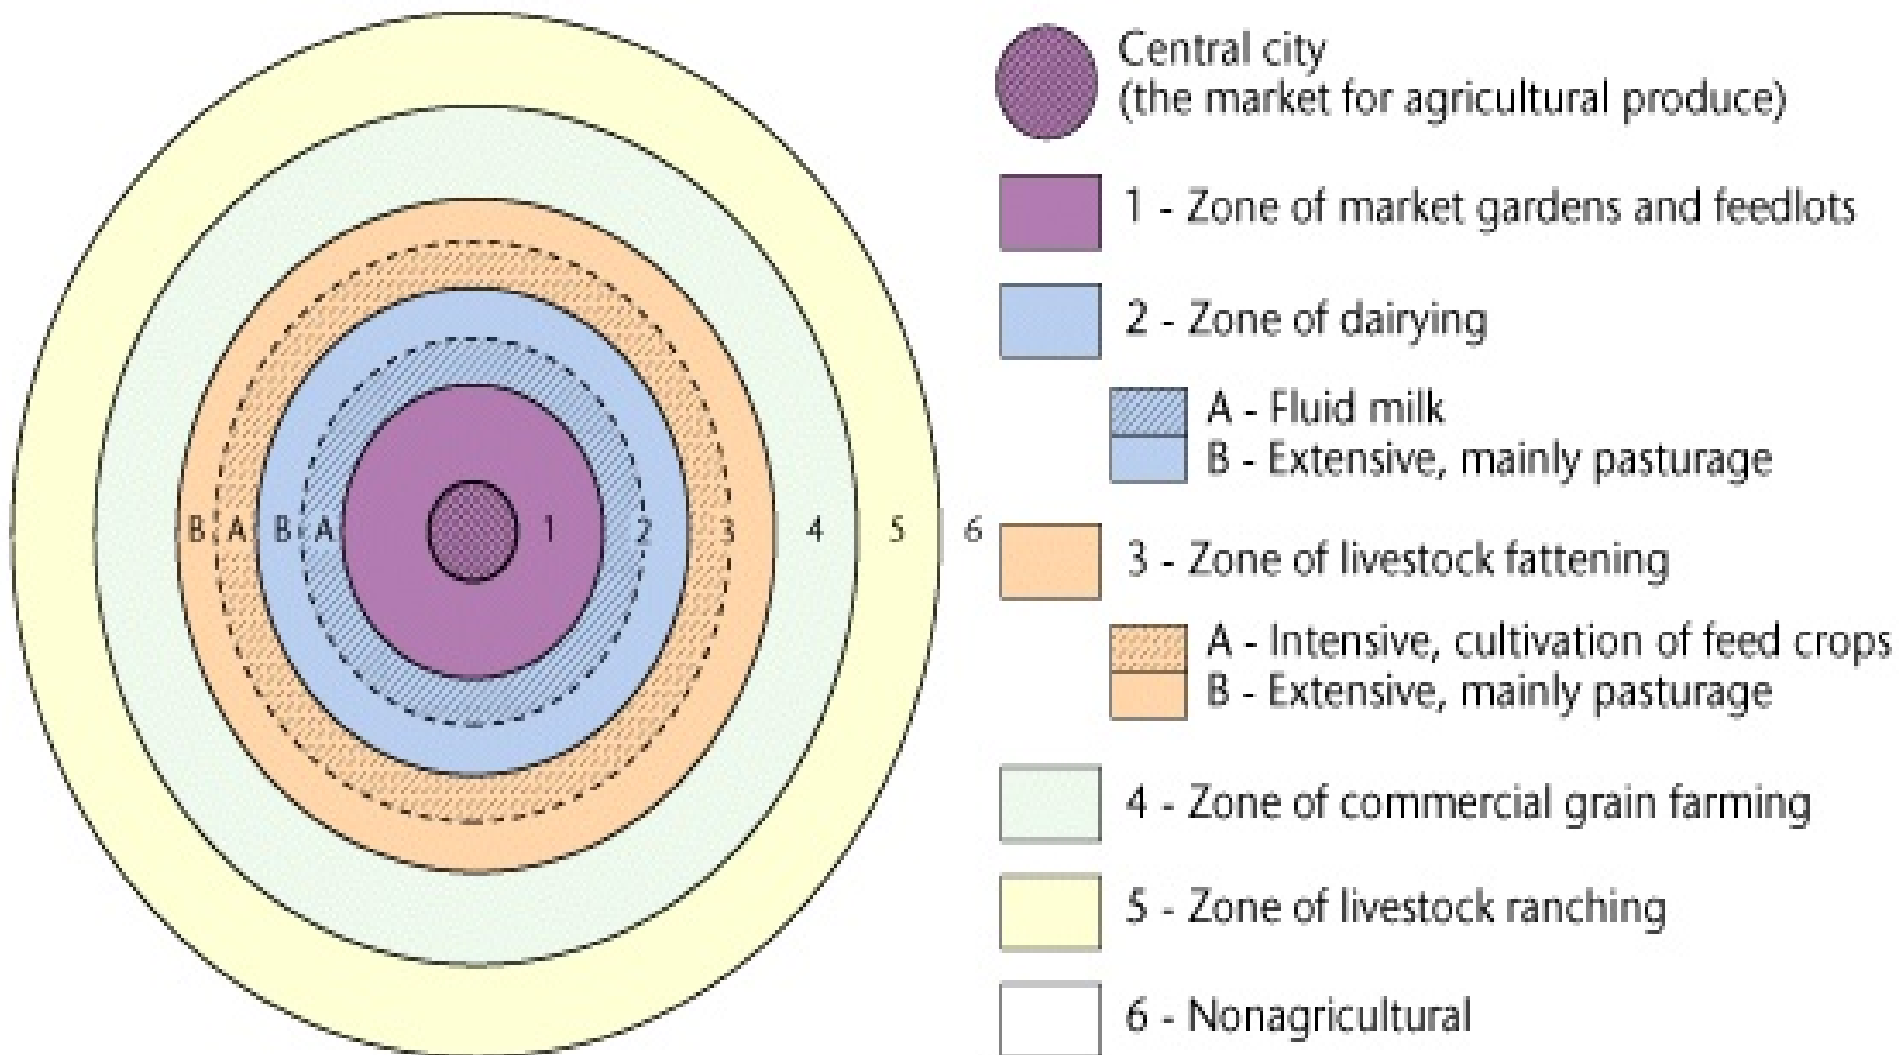 Central city
(the market for agricultural produce)
1 - Zone of market gardens and feedlots
2 - Zone of dairying
A - Fluid milk
B - Extensive, mainly pasturage
B A B A 1 2 3 4 5 6
3 - Zone of livestock fattening
A - Intensive, cultivation of feed crops
B - Extensive, mainly pasturage
4 - Zone of commercial grain farming
5 - Zone of livestock ranching
6 - Nonagricultural